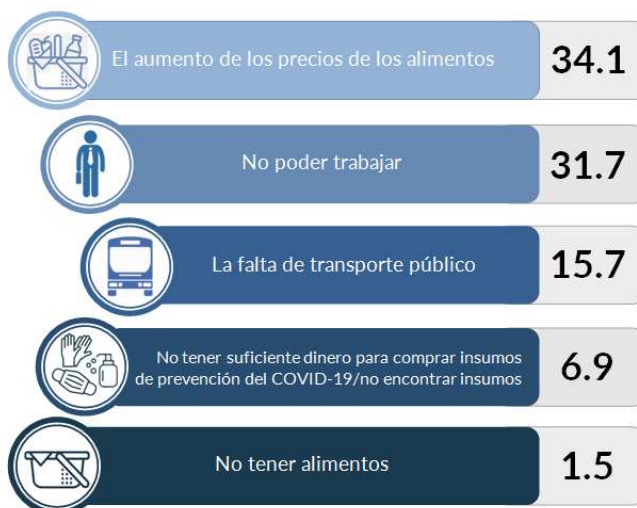 El aumento de los precios de los alimentos
34.1
No poder trabajar
31.7
La falta de transporte público
15.7
No tener suficiente dinero para comprar insumos
de prevención del COVID-19/no encontrar insumos
6.9
No tener alimentos
1.5